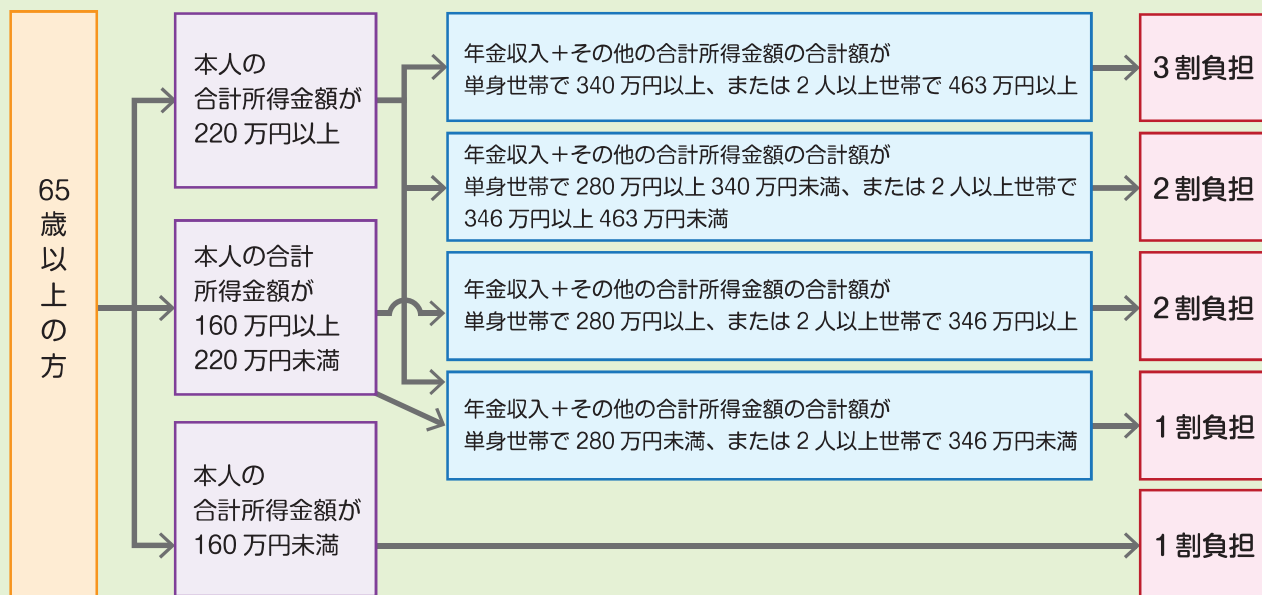 65歳以上の方
本人の
合計所得金額が
220 万円以上
本人の合計
所得金額が
160 万円以上
220 万円未満
本人の
合計所得金額が
160 万円未満
年金収入＋その他の合計所得金額の合計額が
単身世帯で 340 万円以上、または 2 人以上世帯で 463 万円以上
3 割負担
年金収入＋その他の合計所得金額の合計額が
単身世帯で 280 万円以上 340 万円未満、または 2 人以上世帯で
346 万円以上 463 万円未満
2 割負担
年金収入＋その他の合計所得金額の合計額が
単身世帯で 280 万円以上、または 2 人以上世帯で 346 万円以上
2 割負担
年金収入＋その他の合計所得金額の合計額が
単身世帯で 280 万円未満、または 2 人以上世帯で 346 万円未満
1 割負担
1 割負担